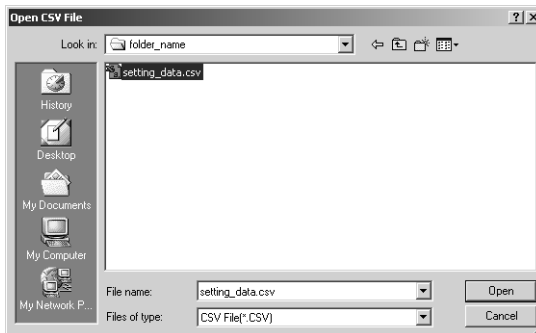 Open CSV File
Look in: folder_name
setting_data.csv
History
Desktop
My Documents
My Computer
My Network P...
File name: setting_data.csv Open
Files of type: CSV File(*.CSV) Cancel